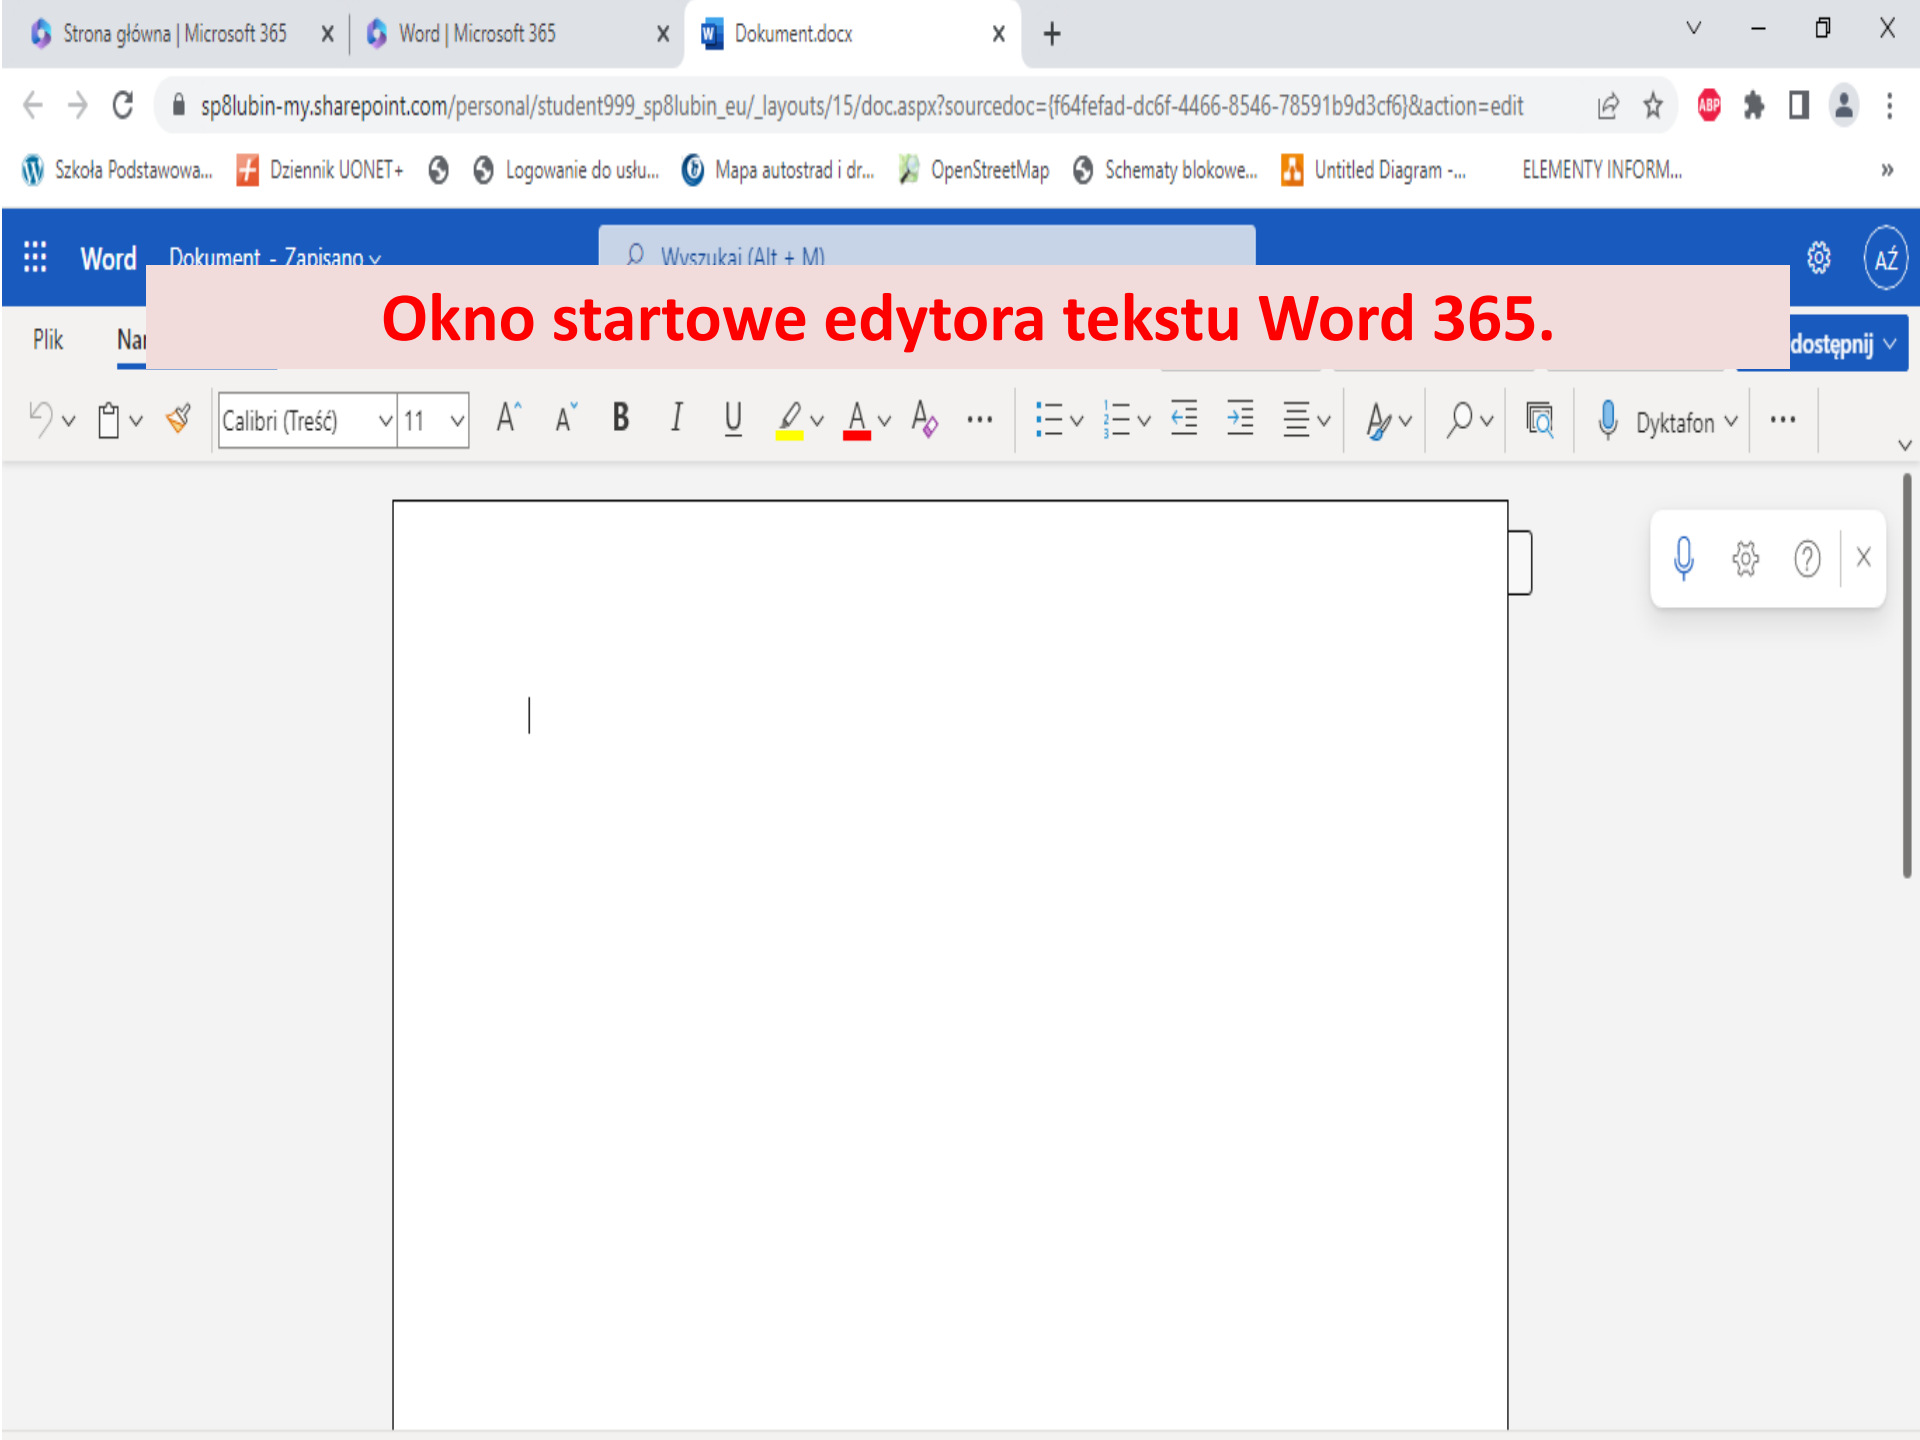 Strona główna | Microsoft 365
Word | Microsoft 365
Dokument.docx
sp8lubin-my.sharepoint.com/personal/student999_sp8lubin_eu/_layouts/15/doc.aspx?sourcedoc={f64fefad-dc6f-4466-8546-78591b9d3cf6}&action=edit
ABP
Szkoła Podstawowa... Dziennik UONET+ Logowanie do usłu... Mapa autostrad i dr... OpenStreetMap Schematy blokowe... Untitled Diagram -... ELEMENTY INFORM... »
Word Dokument - Zapisano Wyszukaj (Alt + M) AŹ
Okno startowe edytora tekstu Word 365.
Plik Nar dostępnij
Calibri (Treść) 11 A A B I U A A ... Dyktafon ...